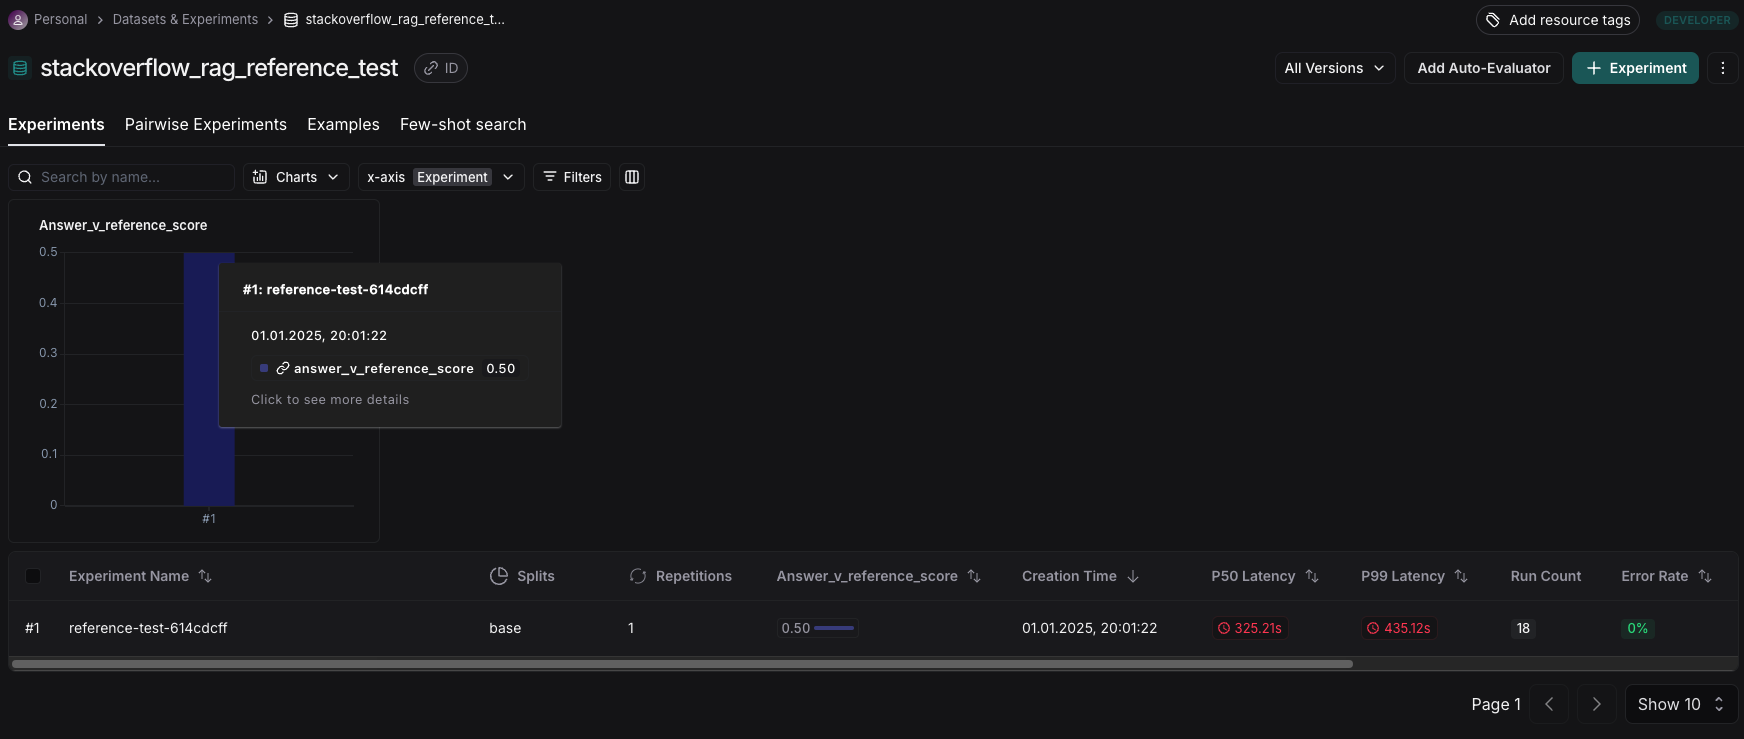 Personal > Datasets & Experiments > stackoverflow_rag_reference_t...
Add resource tags
DEVELOPER
stackoverflow_rag_reference_test
ID
All Versions
Add Auto-Evaluator
+ Experiment
Experiments Pairwise Experiments Examples Few-shot search
Search by name...
Charts
x-axis Experiment
Filters
Answer_v_reference_score
0.5
0.4
0.3
0.2
0.1
0
#1
#1: reference-test-614cdcff
01.01.2025, 20:01:22
answer_v_reference_score 0.50
Click to see more details
Experiment Name Splits Repetitions Answer_v_reference_score Creation Time P50 Latency P99 Latency Run Count Error Rate
#1 reference-test-614cdcff base 1 0.50 01.01.2025, 20:01:22 325.21s 435.12s 18 0%
Page 1
Show 10